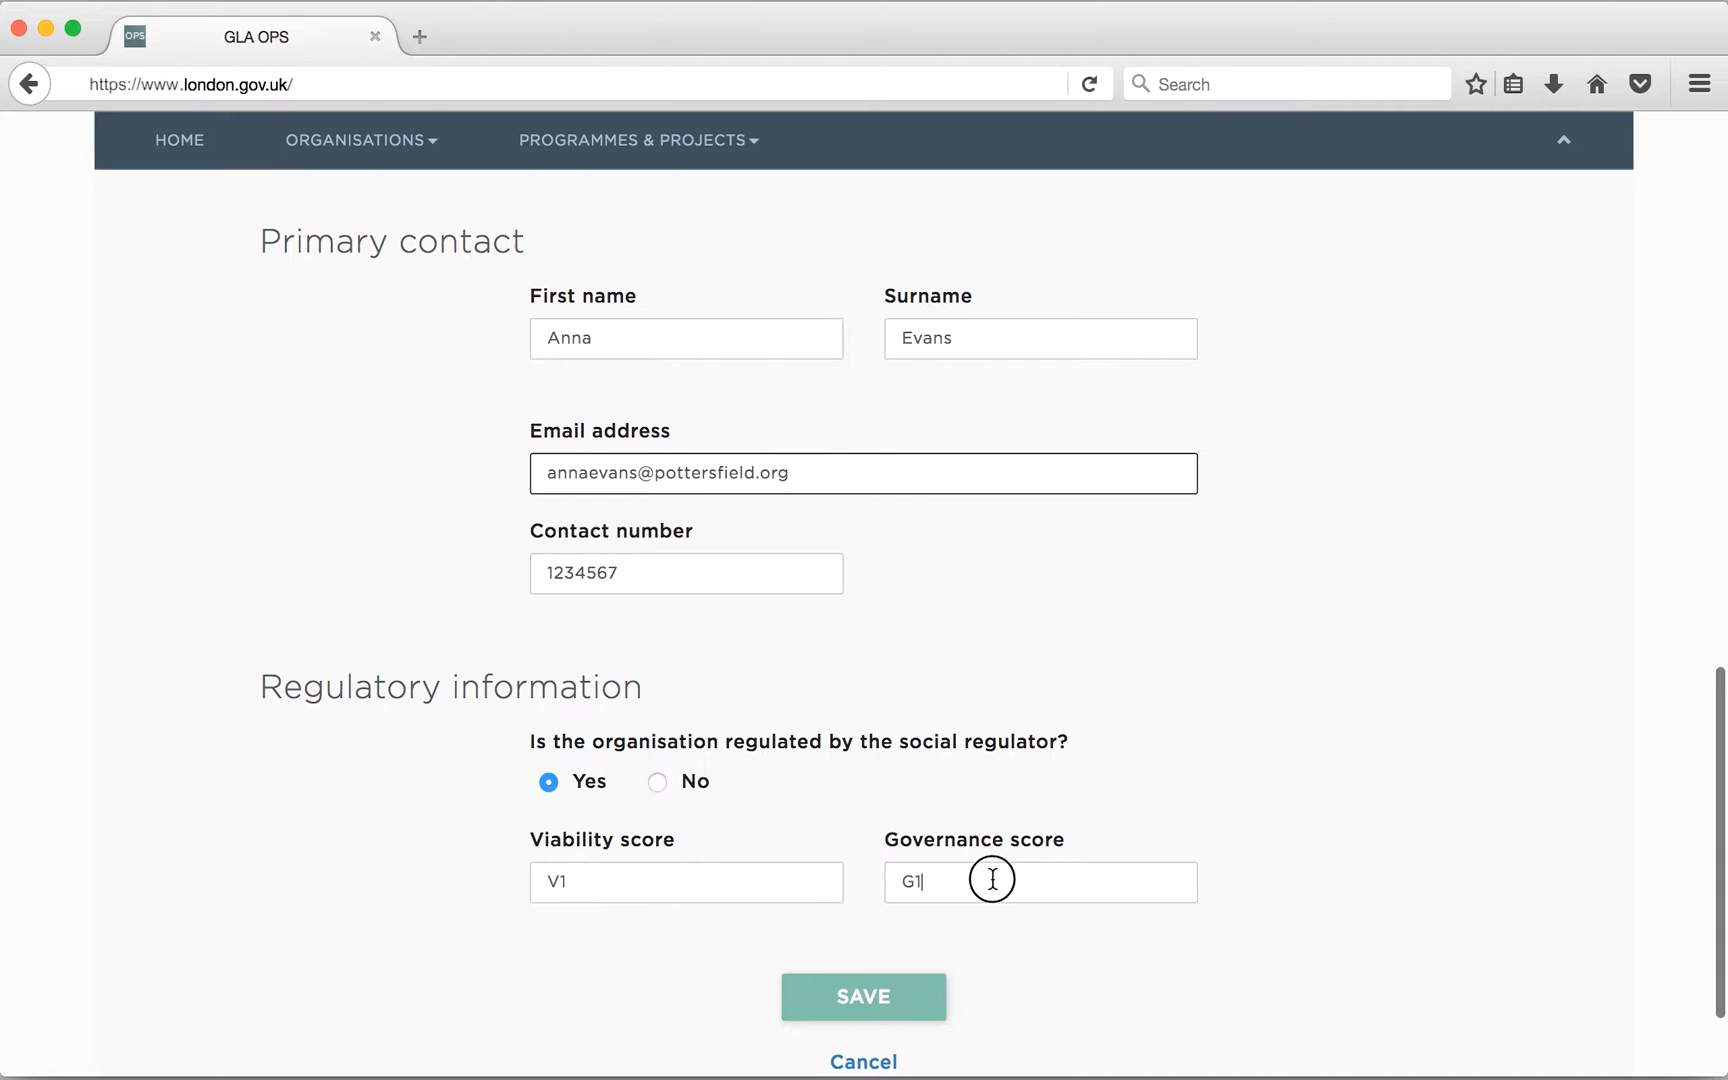 OPS GLA OPS
https://www.london.gov.uk/ Search
HOME ORGANISATIONS PROGRAMMES & PROJECTS
Primary contact
First name Surname
Anna Evans
Email address
annaevans@pottersfield.org
Contact number
1234567
Regulatory information
Is the organisation regulated by the social regulator?
Yes No
Viability score Governance score
V1 G1
SAVE
Cancel